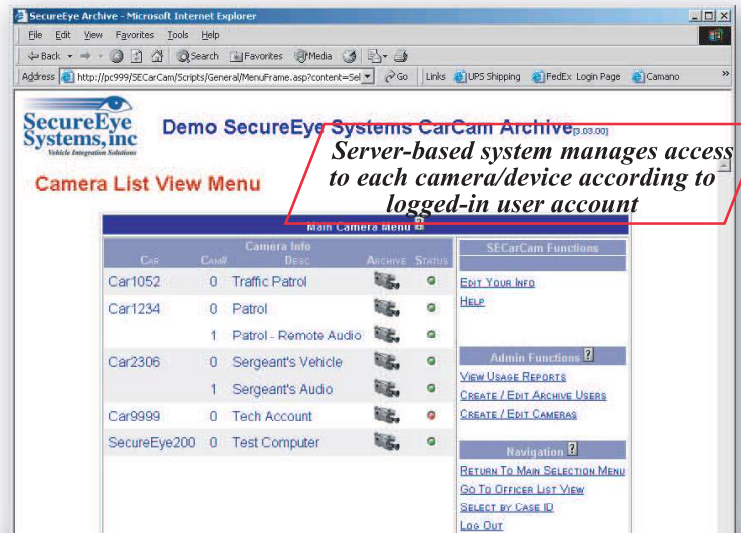 SecureEye Archive - Microsoft Internet Explorer
File Edit View Favorites Tools Help
Back Search Favorites Media
Address http://pc999/SECarCam/Scripts/General/MenuFrame.asp?content=Sel Go Links UPS Shipping FedEx Login Page Camano »
SecureEye
Systems, inc
Vehicle Integration Solutions
Demo SecureEye Systems CarCam Archive[3.03.00]
Server-based system manages access
to each camera/device according to
logged-in user account
Camera List View Menu
Main Camera Menu ?
Camera Info
Car Cam# Desc Archive Status
Car1052 0 Traffic Patrol
Car1234 0 Patrol
1 Patrol - Remote Audio
Car2306 0 Sergeant's Vehicle
1 Sergeant's Audio
Car9999 0 Tech Account
SecureEye200 0 Test Computer
SECarCam Functions
Edit Your Info
Help
Admin Functions ?
View Usage Reports
Create / Edit Archive Users
Create / Edit Cameras
Navigation ?
Return To Main Selection Menu
Go To Officer List View
Select by Case ID
Log Out